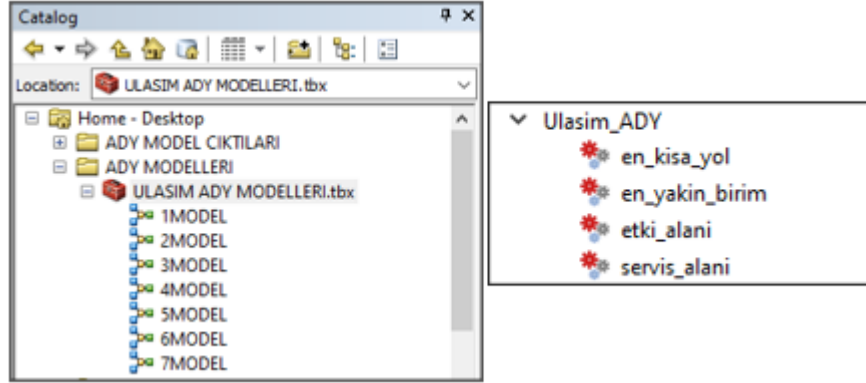 Catalog
Location: ULASIM ADY MODELLERI.tbx
Home - Desktop
ADY MODEL CIKTILARI
ADY MODELLERI
ULASIM ADY MODELLERI.tbx
1MODEL
2MODEL
3MODEL
4MODEL
5MODEL
6MODEL
7MODEL
Ulasim_ADY
en_kisa_yol
en_yakin_birim
etki_alani
servis_alani